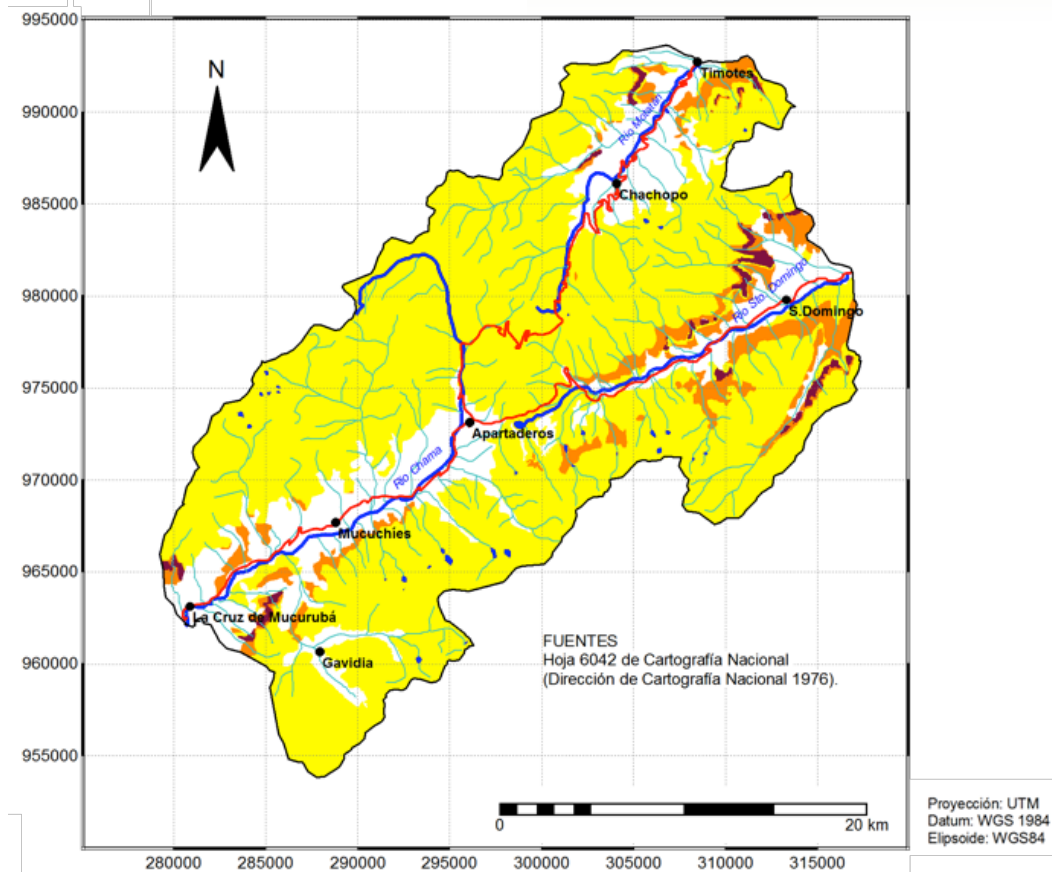 995000
990000
985000
980000
975000
970000
965000
960000
955000
N
Timotes
Río Motatán
Chachopo
Río Sto. Domingo
S.Domingo
Apartaderos
Río Chama
Mucuchies
La Cruz de Mucurubá
Gavidia
FUENTES
Hoja 6042 de Cartografía Nacional
(Dirección de Cartografía Nacional 1976).
0
20 km
280000
285000
290000
295000
300000
305000
310000
315000
Proyección: UTM
Datum: WGS 1984
Elipsoide: WGS84